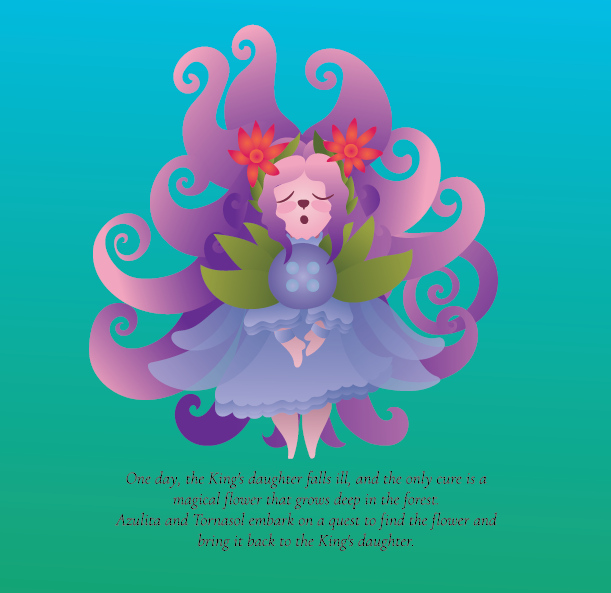 One day, the King's daughter falls ill, and the only cure is a
magical flower that grows deep in the forest.
Azulita and Tornasol embark on a quest to find the flower and
bring it back to the King's daughter.